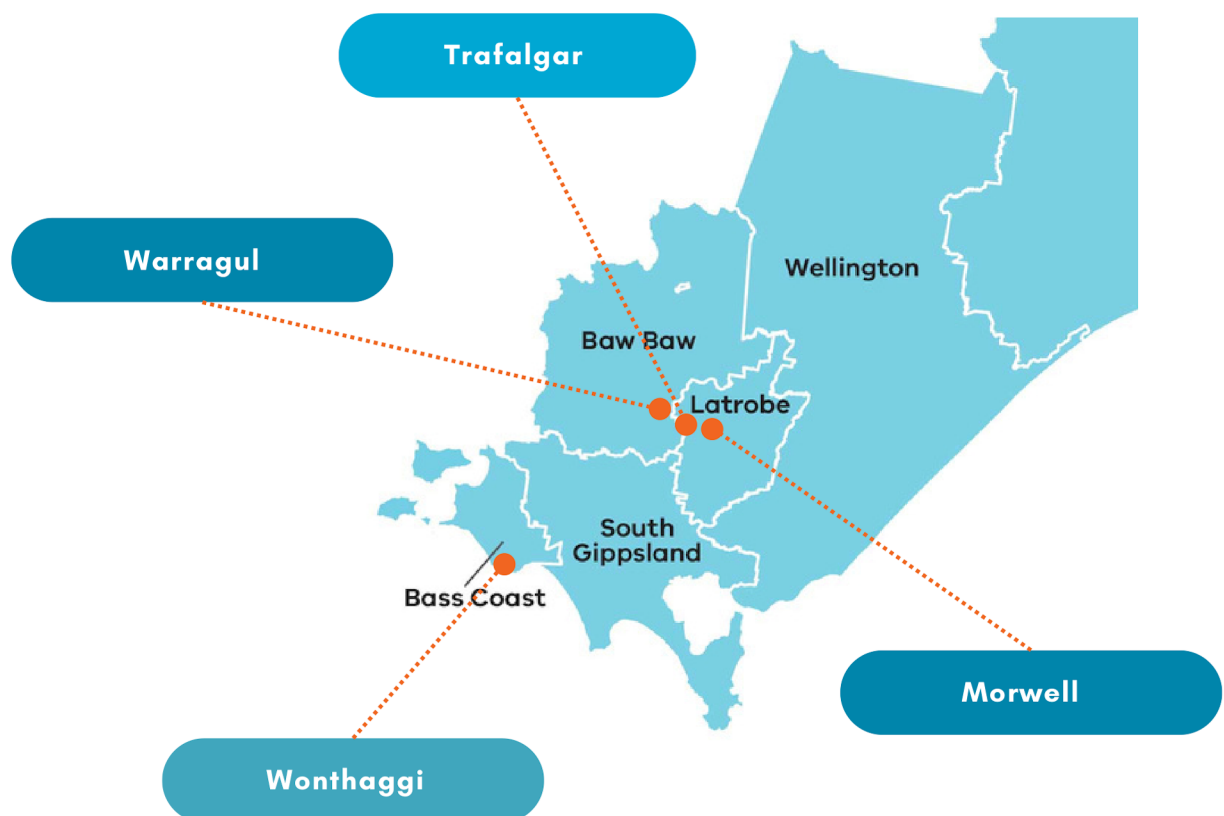 Trafalgar
Warragul
Wellington
Baw Baw
Latrobe
South
Gippsland
Bass Coast
Morwell
Wonthaggi